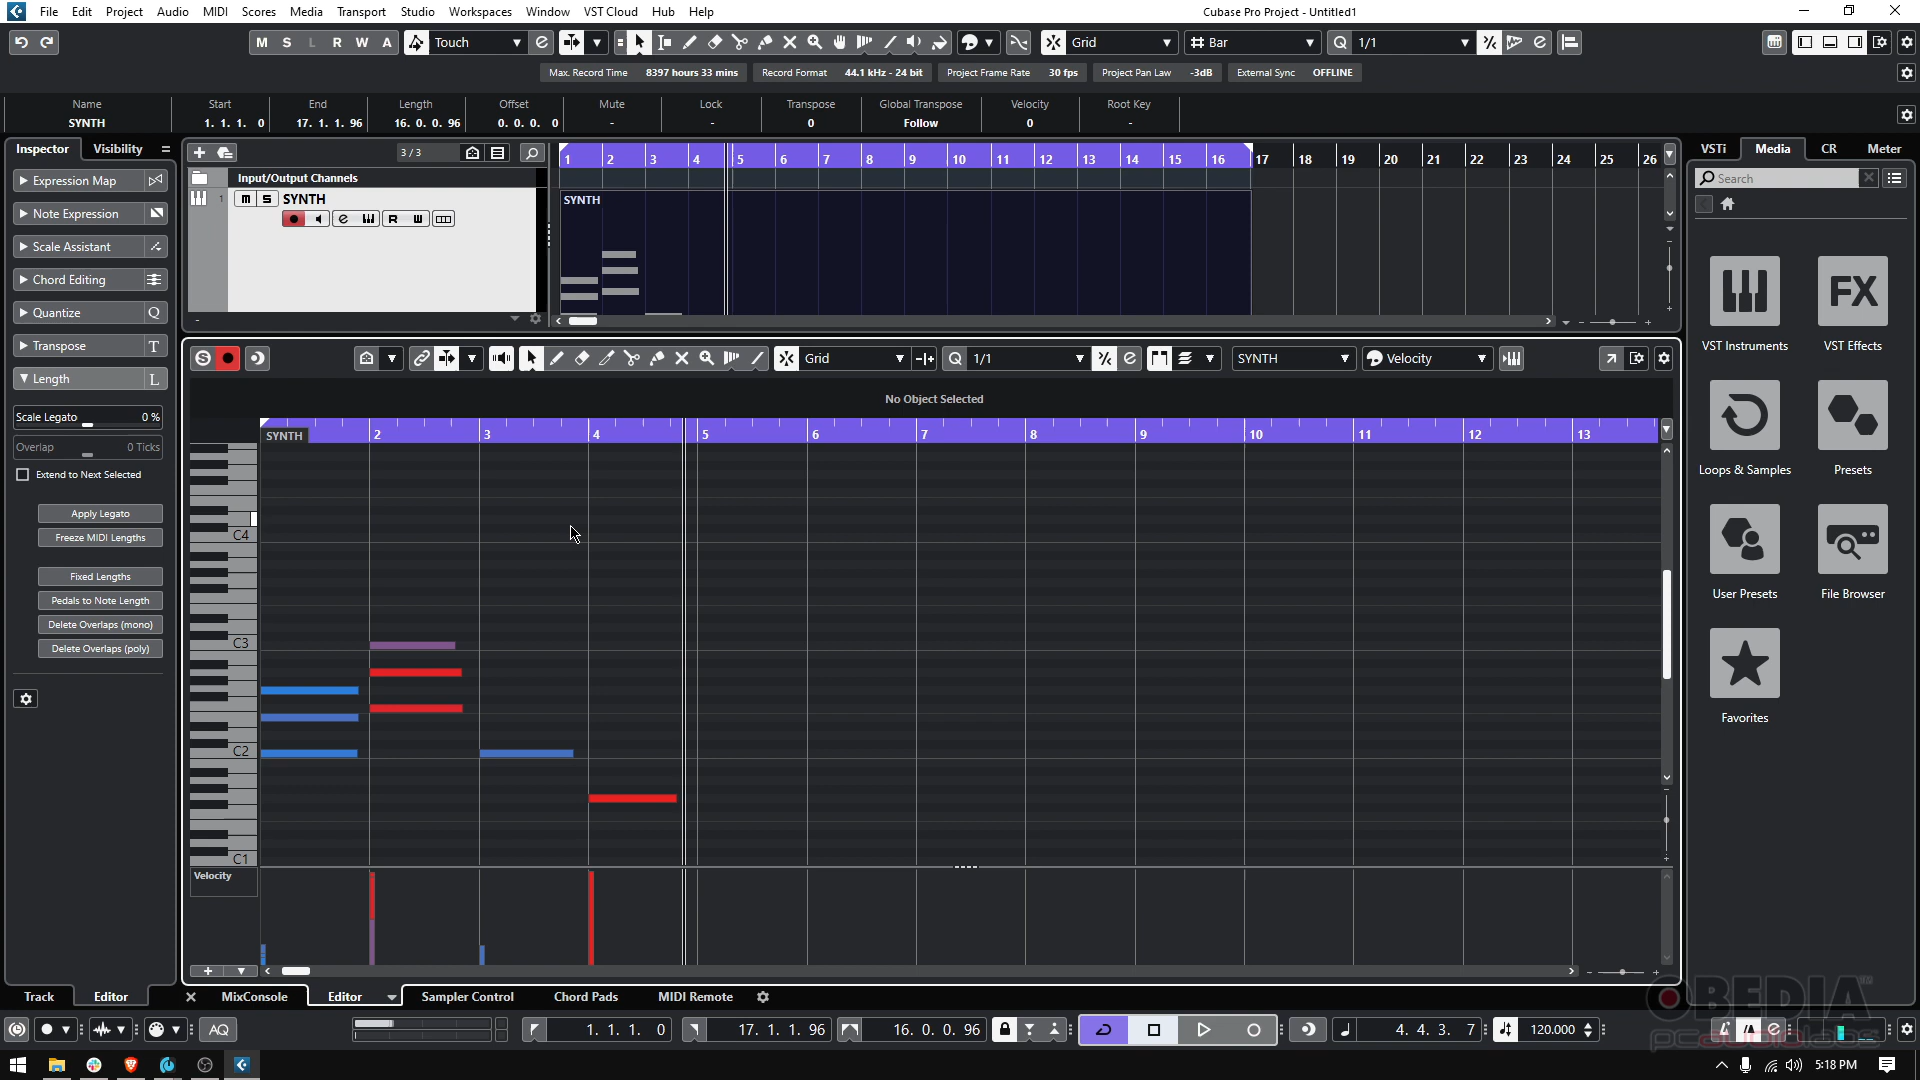 File Edit Project Audio MIDI Scores Media Transport Studio Workspaces Window VST Cloud Hub Help
Cubase Pro Project - Untitled1
M S L R W A Touch Grid Bar Q 1/1
Max. Record Time 8397 hours 33 mins Record Format 44.1 kHz - 24 bit Project Frame Rate 30 fps Project Pan Law -3dB External Sync OFFLINE
Name Start End Length Offset Mute Lock Transpose Global Transpose Velocity Root Key
SYNTH 1. 1. 1. 0 17. 1. 1. 96 16. 0. 0. 96 0. 0. 0. 0 - - 0 Follow 0 -
Inspector Visibility
3 / 3
1 2 3 4 5 6 7 8 9 10 11 12 13 14 15 16 17 18 19 20 21 22 23 24 25 26
VSTi Media CR Meter
Expression Map
Note Expression
Scale Assistant
Chord Editing
Quantize Q
Transpose T
Length L
Scale Legato 0 %
Overlap 0 Ticks
Extend to Next Selected
Apply Legato
Freeze MIDI Lengths
Fixed Lengths
Pedals to Note Length
Delete Overlaps (mono)
Delete Overlaps (poly)
Input/Output Channels
1 m S SYNTH
e R W
SYNTH
Search
VST Instruments
FX
VST Effects
Loops & Samples
Presets
User Presets
File Browser
Favorites
S Grid Q 1/1 e SYNTH Velocity
No Object Selected
SYNTH 2 3 4 5 6 7 8 9 10 11 12 13
C4
C3
C2
C1
Velocity
Track Editor
MixConsole Editor Sampler Control Chord Pads MIDI Remote
AQ 1. 1. 1. 0 17. 1. 1. 96 16. 0. 0. 96 4. 4. 3. 7 120.000
OBEDIA
pcaudiolabs
5:18 PM